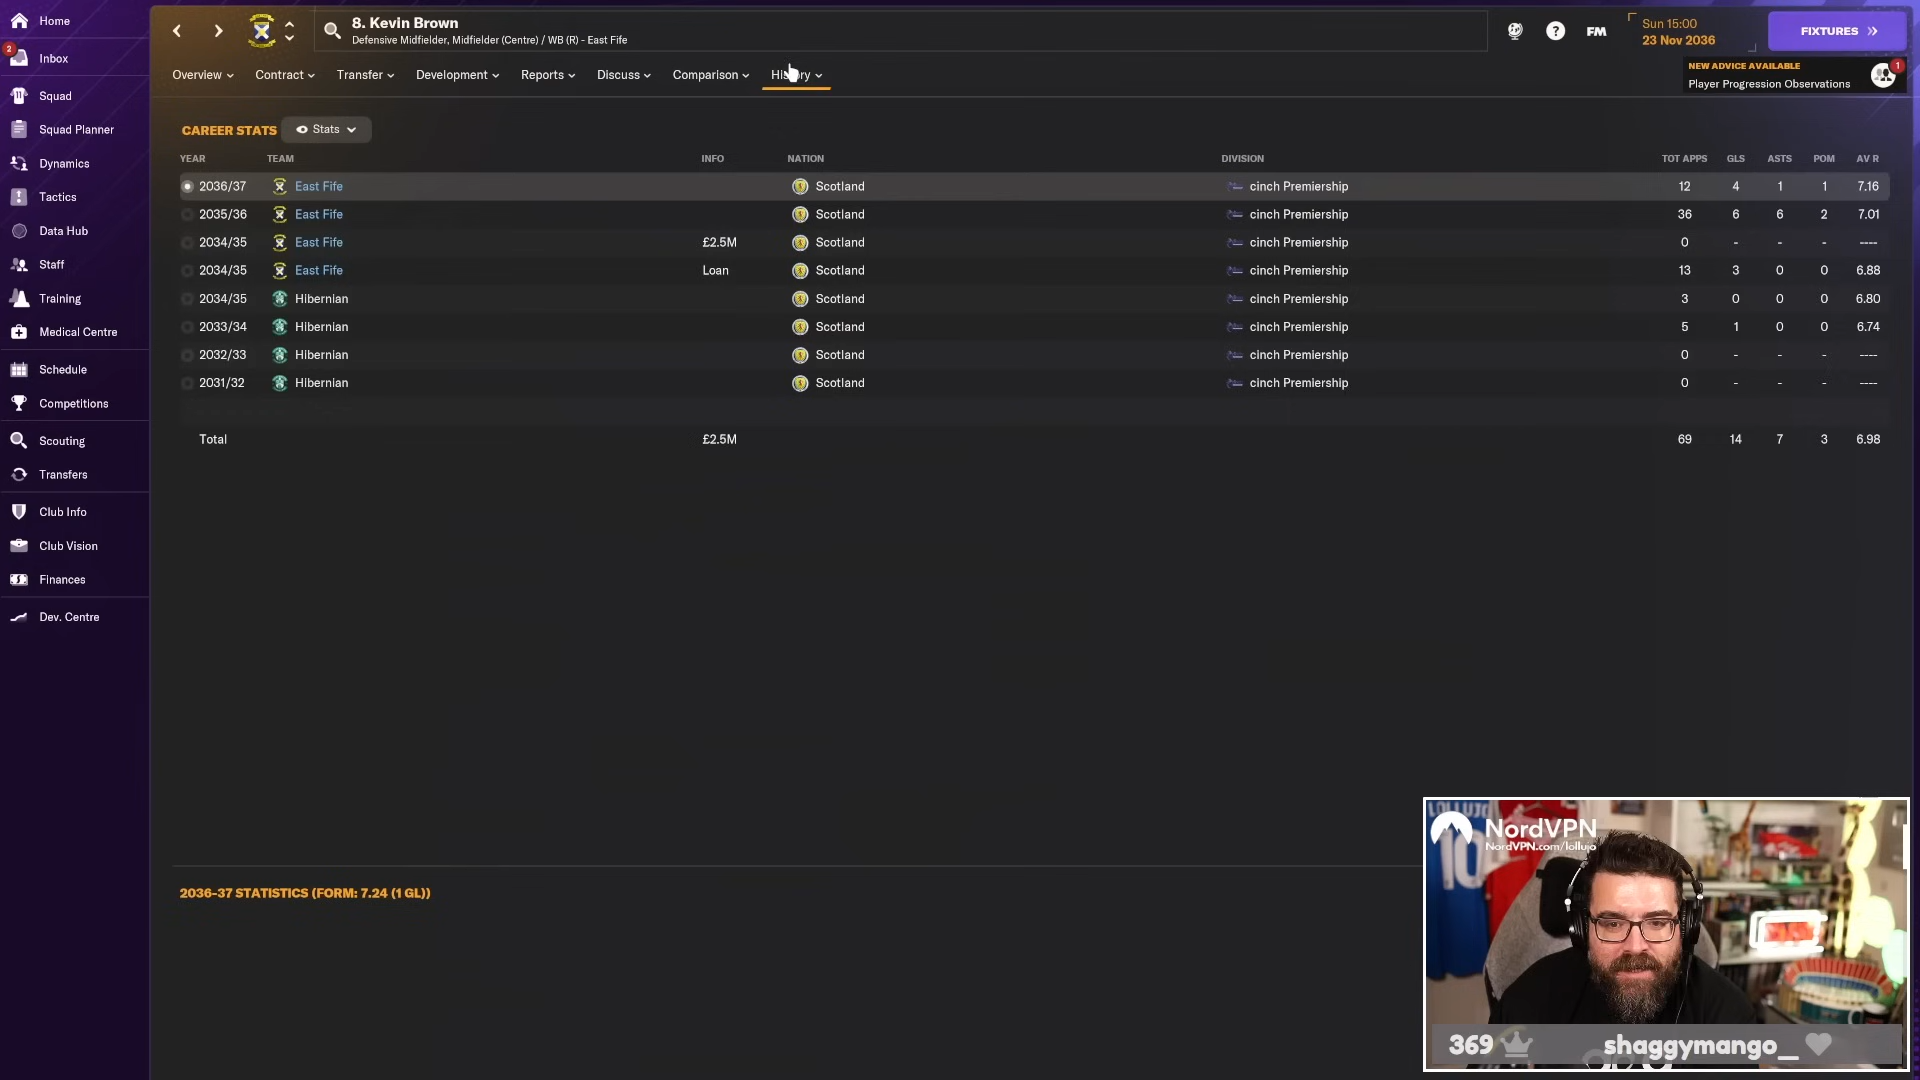 Home
2
Inbox
Squad
Squad Planner
Dynamics
Tactics
Data Hub
Staff
Training
Medical Centre
Schedule
Competitions
Scouting
Transfers
Club Info
Club Vision
Finances
Dev. Centre
8. Kevin Brown
Defensive Midfielder, Midfielder (Centre) / WB (R) - East Fife
FM
Sun 15:00
23 Nov 2036
FIXTURES
Overview Contract Transfer Development Reports Discuss Comparison History
NEW ADVICE AVAILABLE
Player Progression Observations
1
CAREER STATS Stats
YEAR TEAM INFO NATION DIVISION TOT APPS GLS ASTS POM AV R
2036/37 East Fife Scotland cinch Premiership 12 4 1 1 7.16
2035/36 East Fife Scotland cinch Premiership 36 6 6 2 7.01
2034/35 East Fife £2.5M Scotland cinch Premiership 0 - - - ----
2034/35 East Fife Loan Scotland cinch Premiership 13 3 0 0 6.88
2034/35 Hibernian Scotland cinch Premiership 3 0 0 0 6.80
2033/34 Hibernian Scotland cinch Premiership 5 1 0 0 6.74
2032/33 Hibernian Scotland cinch Premiership 0 - - - ----
2031/32 Hibernian Scotland cinch Premiership 0 - - - ----
Total £2.5M 69 14 7 3 6.98
2036-37 STATISTICS (FORM: 7.24 (1 GL))
NordVPN
NordVPN.com/lollujo
10
369 shaggymango_